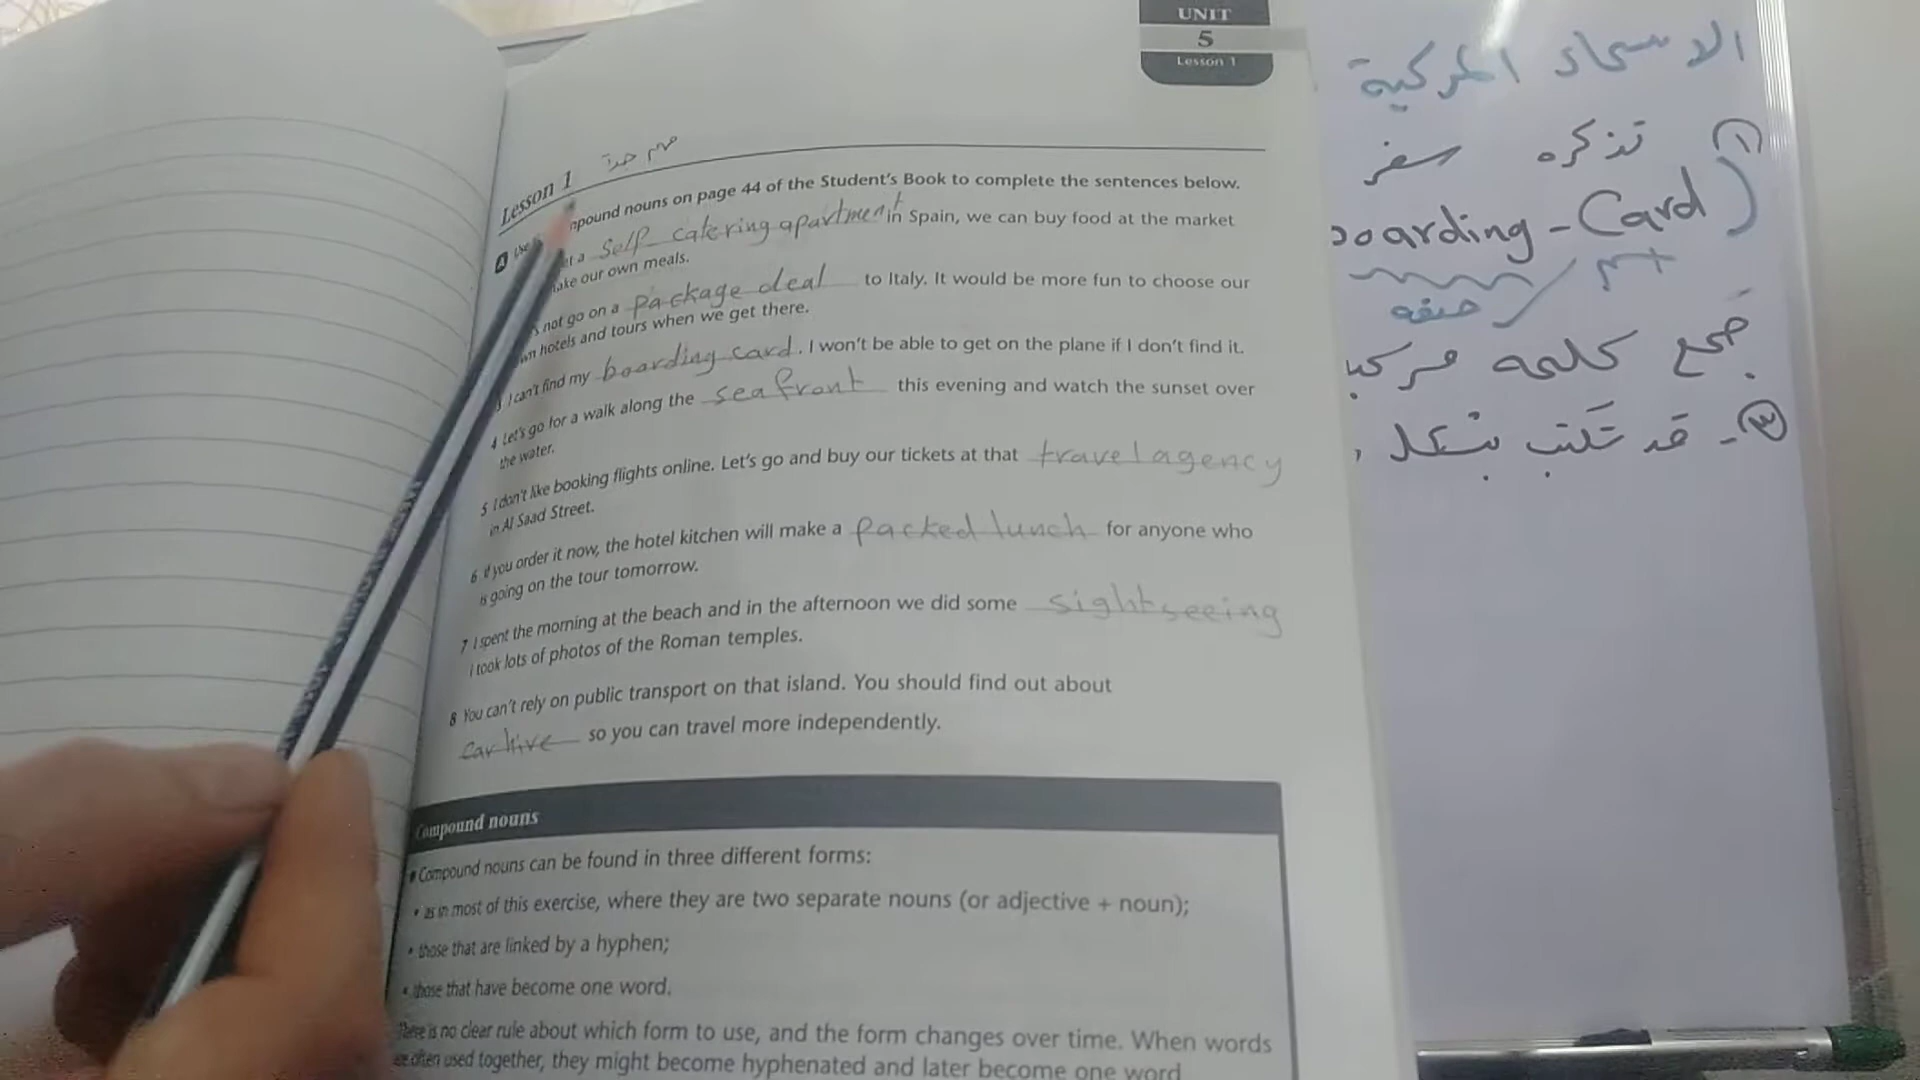 UNIT
5
Lesson 1
Lesson 1
مهم جدة
A Use pound nouns on page 44 of the Student's Book to complete the sentences below.
a self-catering apartment in Spain, we can buy food at the market
ake our own meals.
not go on a package deal to Italy. It would be more fun to choose our
wn hotels and tours when we get there.
3 I can't find my boarding card. I won't be able to get on the plane if I don't find it.
4 Let's go for a walk along the sea front this evening and watch the sunset over
the water.
5 I don't like booking flights online. Let's go and buy our tickets at that travel agency
in Al Saad Street.
6 If you order it now, the hotel kitchen will make a packed lunch for anyone who
is going on the tour tomorrow.
7 I spent the morning at the beach and in the afternoon we did some sightseeing
I took lots of photos of the Roman temples.
8 You can't rely on public transport on that island. You should find out about
car hire so you can travel more independently.
Compound nouns
Compound nouns can be found in three different forms:
• as in most of this exercise, where they are two separate nouns (or adjective + noun);
• those that are linked by a hyphen;
• those that have become one word.
There is no clear rule about which form to use, and the form changes over time. When words
are often used together, they might become hyphenated and later become one word
الاسماء المركبة
١ تذكره سفر
oarding-Card)
صفه
كلمه مركب
- قد تكتب بشكل